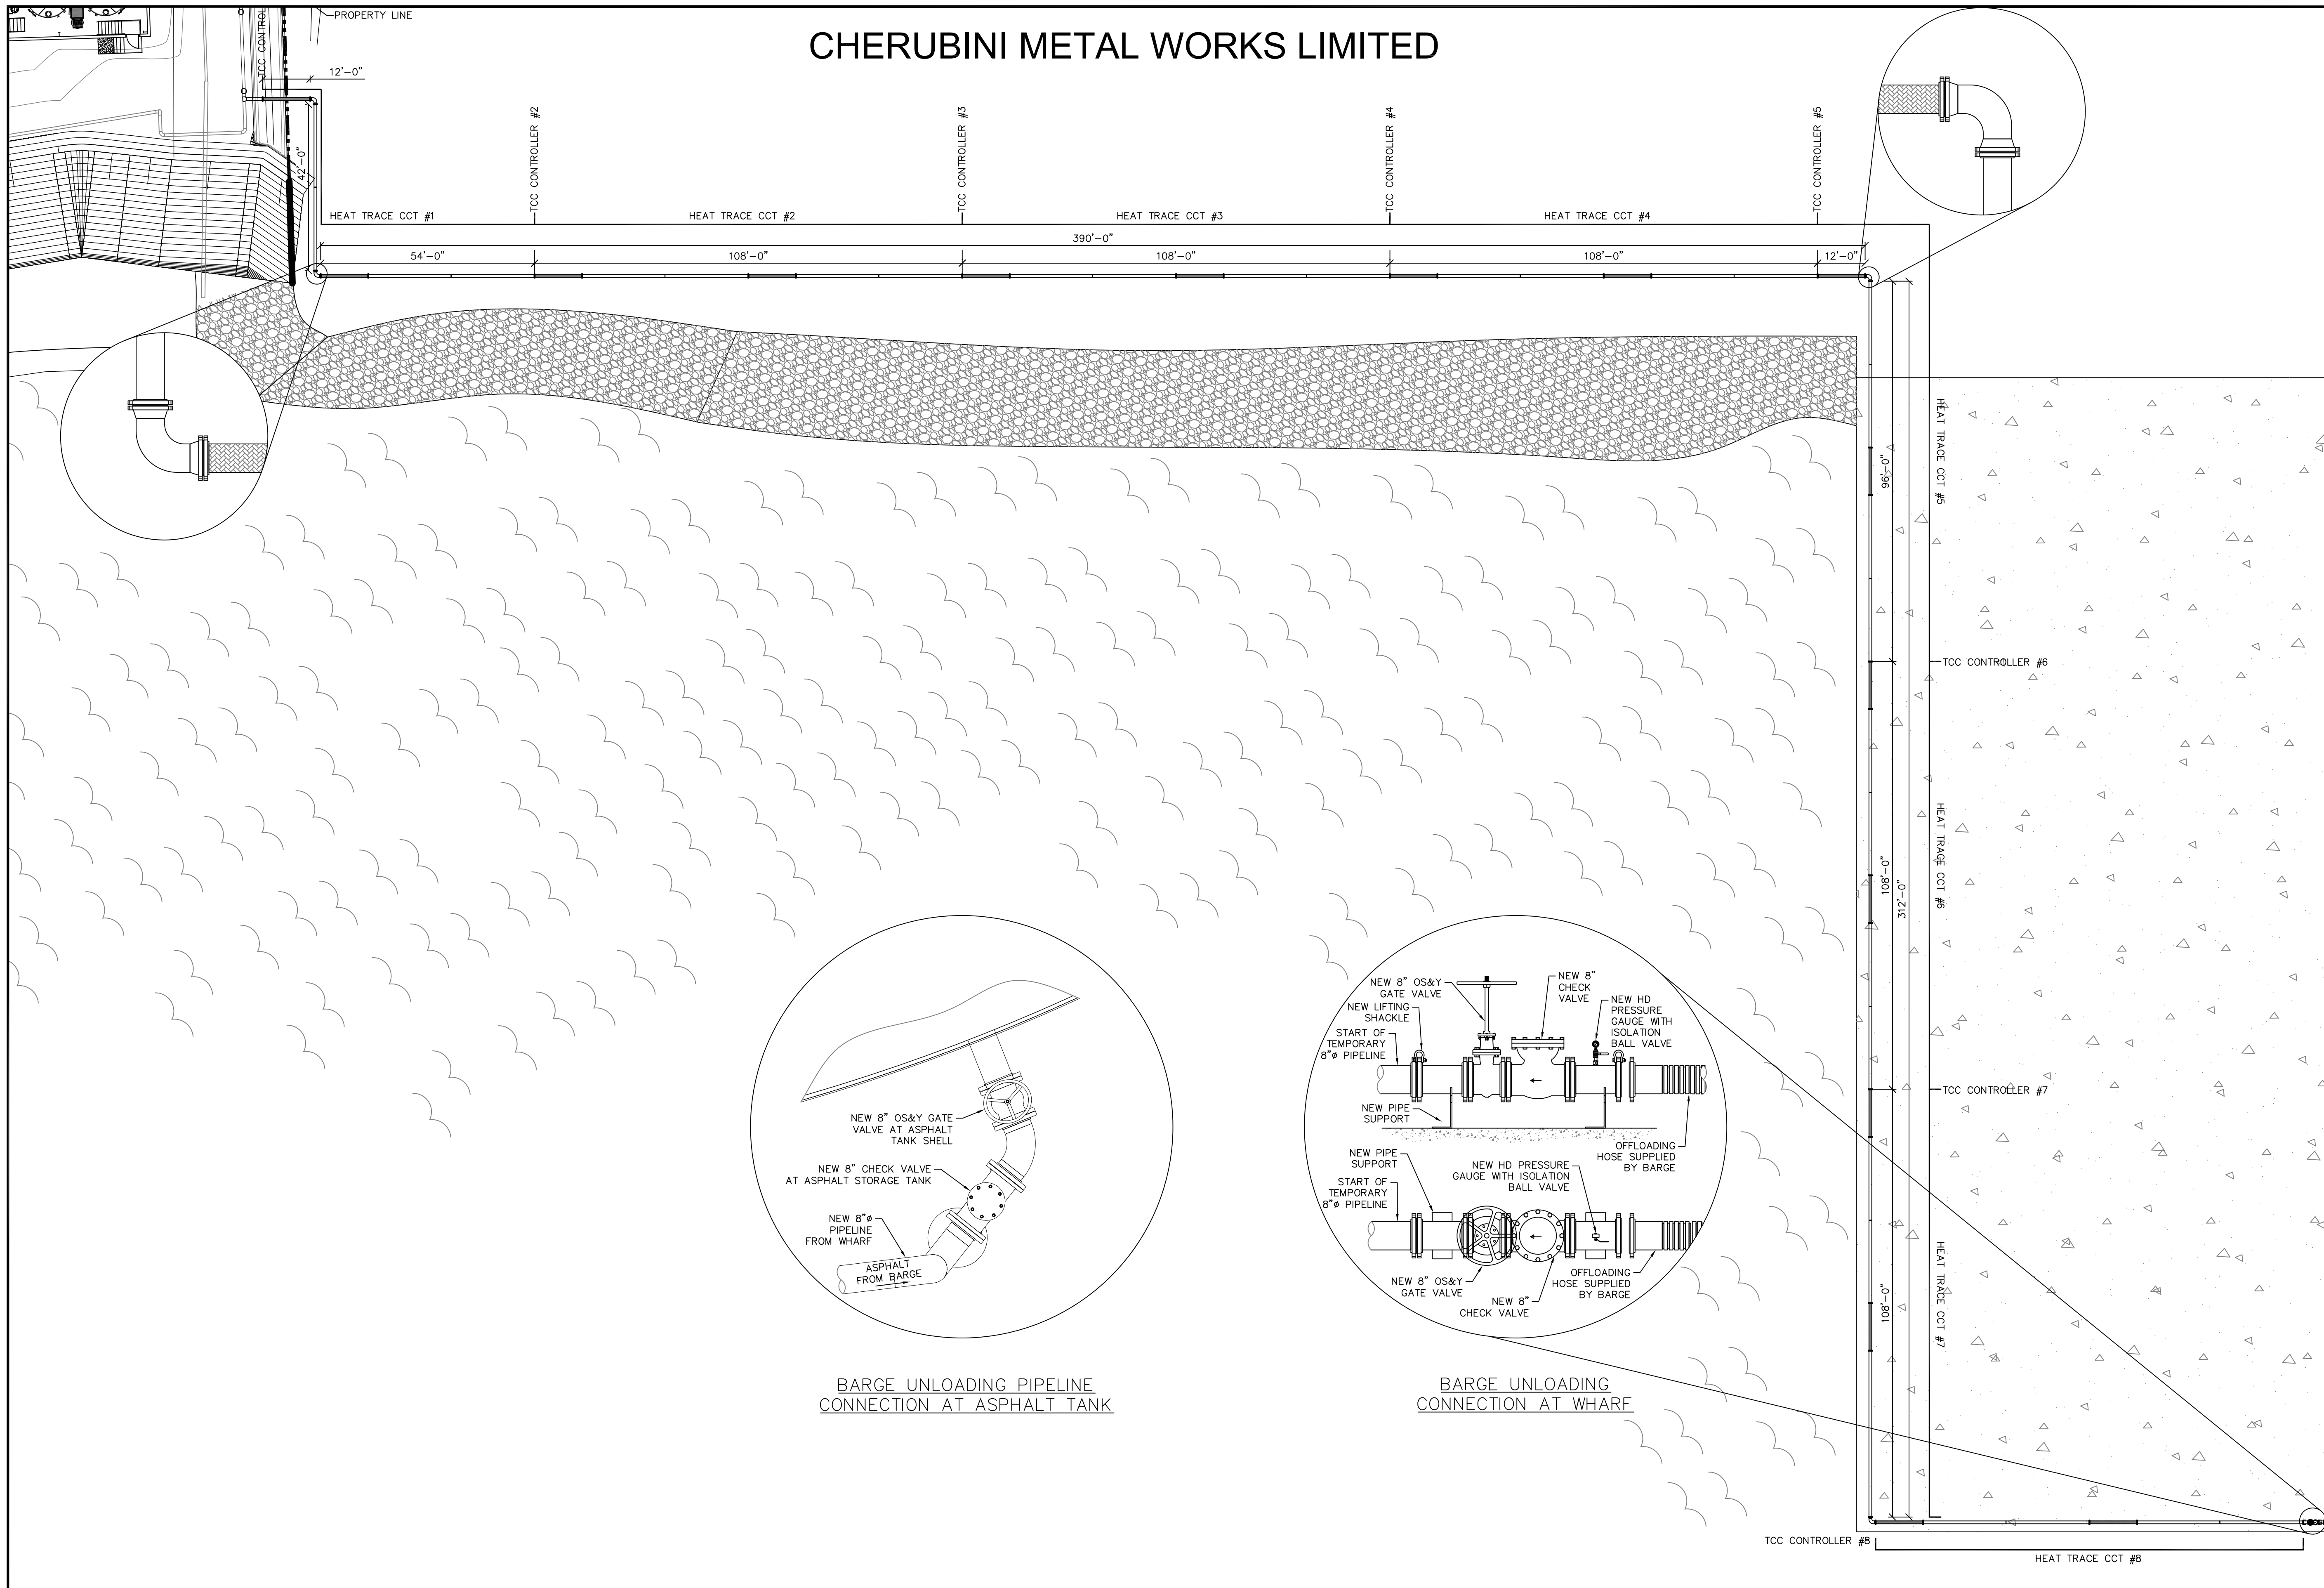 PROPERTY LINE
CHERUBINI METAL WORKS LIMITED
TCC CONTROL
12'-0"
42'-0"
TCC CONTROLLER #2
TCC CONTROLLER #3
TCC CONTROLLER #4
TCC CONTROLLER #5
HEAT TRACE CCT #1
HEAT TRACE CCT #2
HEAT TRACE CCT #3
HEAT TRACE CCT #4
390'-0"
54'-0"
108'-0"
108'-0"
108'-0"
12'-0"
HEAT TRACE CCT #5
96'-0"
TCC CONTROLLER #6
HEAT TRACE CCT #6
108'-0"
312'-0"
TCC CONTROLLER #7
HEAT TRACE CCT #7
108'-0"
NEW 8" OS&Y GATE
VALVE AT ASPHALT
TANK SHELL
NEW 8" CHECK VALVE
AT ASPHALT STORAGE TANK
NEW 8"ø
PIPELINE
FROM WHARF
ASPHALT
FROM BARGE
BARGE UNLOADING PIPELINE
CONNECTION AT ASPHALT TANK
NEW 8" OS&Y
GATE VALVE
NEW LIFTING
SHACKLE
START OF
TEMPORARY
8"ø PIPELINE
NEW 8"
CHECK
VALVE
NEW HD
PRESSURE
GAUGE WITH
ISOLATION
BALL VALVE
NEW PIPE
SUPPORT
OFFLOADING
HOSE SUPPLIED
BY BARGE
NEW PIPE
SUPPORT
START OF
TEMPORARY
8"ø PIPELINE
NEW HD PRESSURE
GAUGE WITH ISOLATION
BALL VALVE
NEW 8" OS&Y
GATE VALVE
NEW 8"
CHECK VALVE
OFFLOADING
HOSE SUPPLIED
BY BARGE
BARGE UNLOADING
CONNECTION AT WHARF
TCC CONTROLLER #8
HEAT TRACE CCT #8